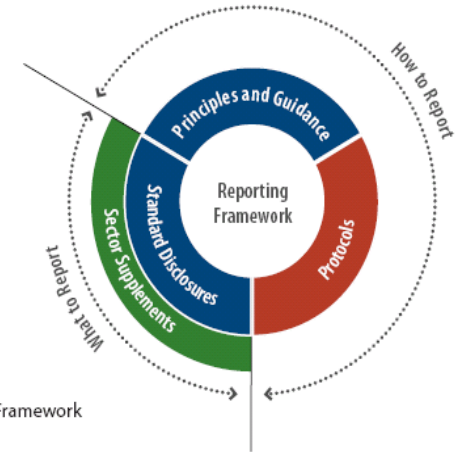 How to Report
Principles and Guidance
Reporting
Framework
Standard Disclosures
Sector Supplements
Protocols
What to Report
Framework